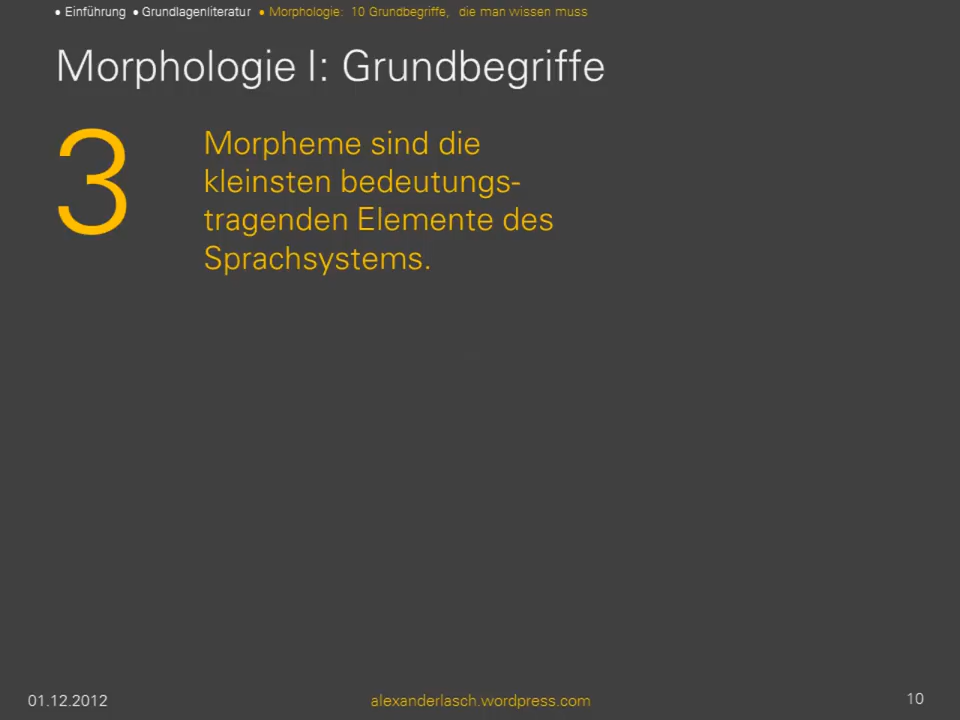 • Einführung • Grundlagenliteratur • Morphologie: 10 Grundbegriffe, die man wissen muss
Morphologie I: Grundbegriffe
3
Morpheme sind die
kleinsten bedeutungs-
tragenden Elemente des
Sprachsystems.
01.12.2012
alexanderlasch.wordpress.com
10